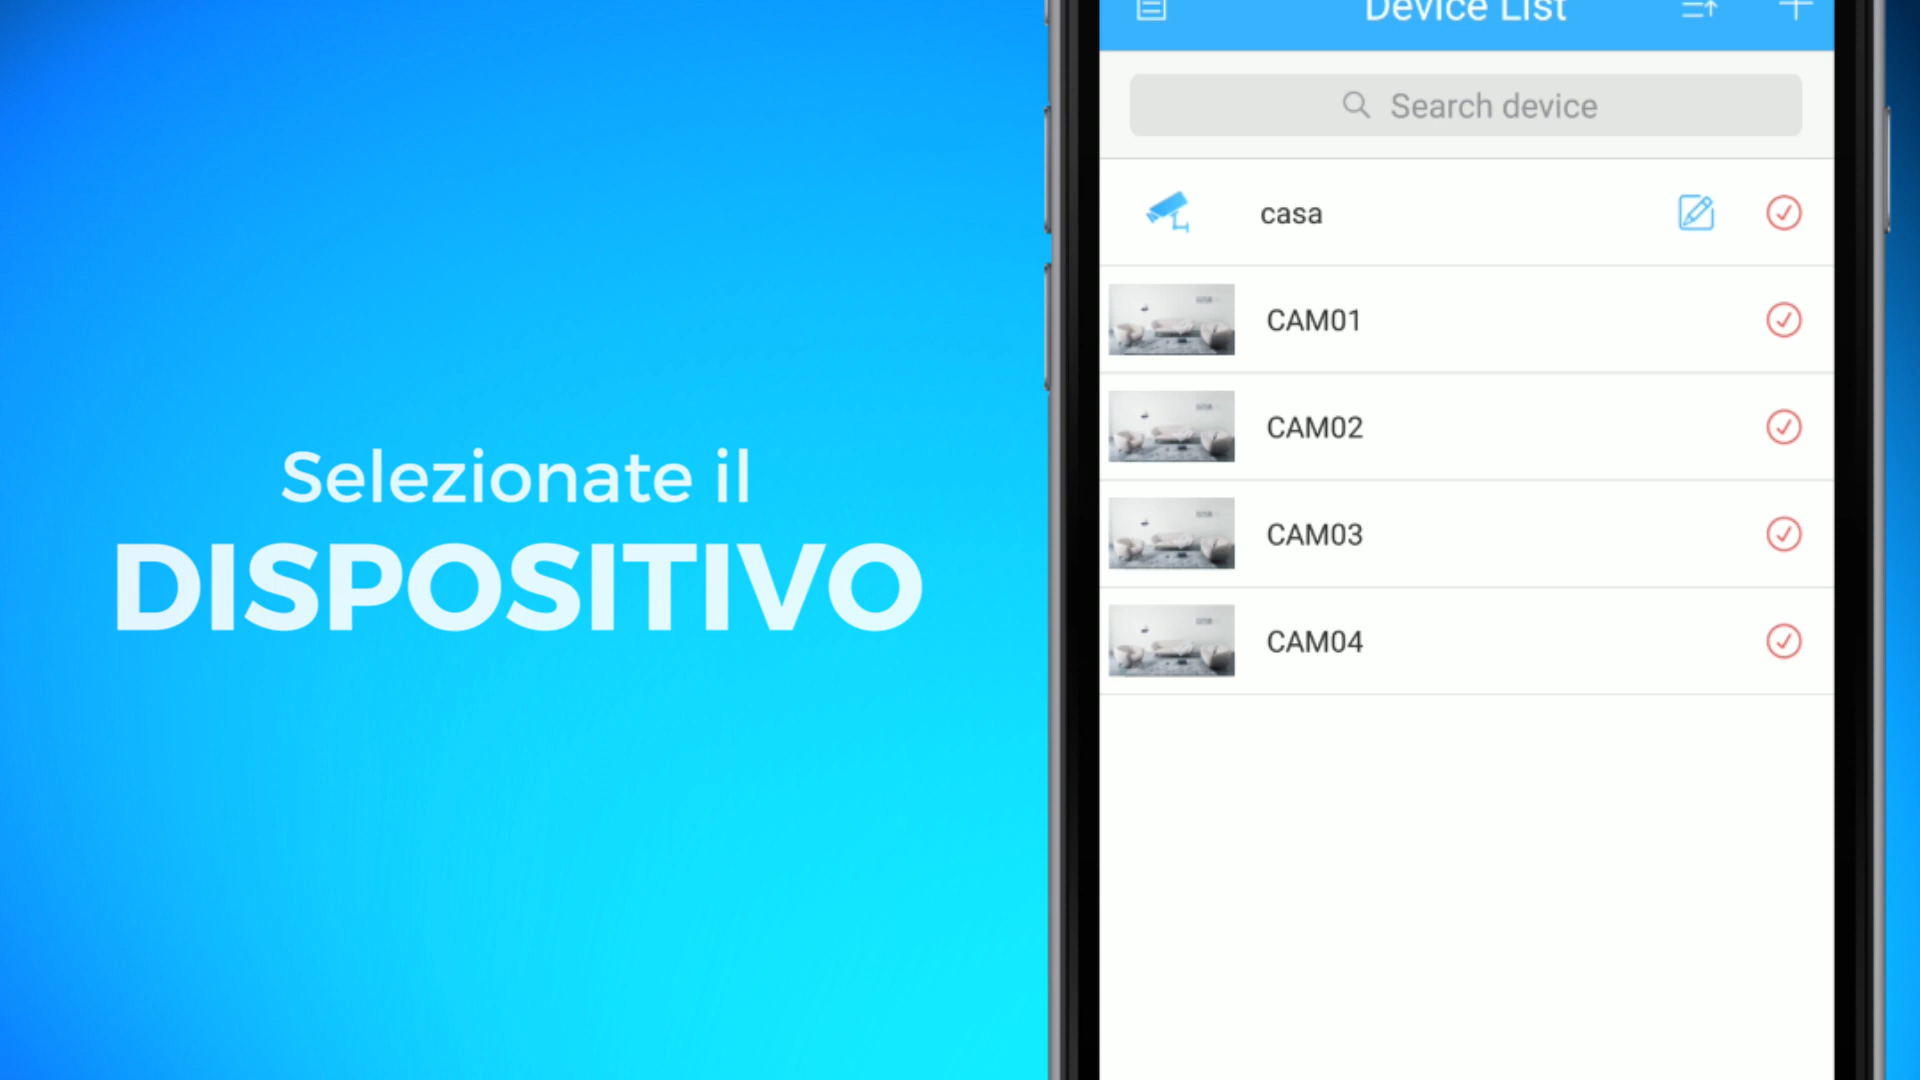 Selezionate il
DISPOSITIVO
Device List
Search device
casa
CAM01
CAM02
CAM03
CAM04